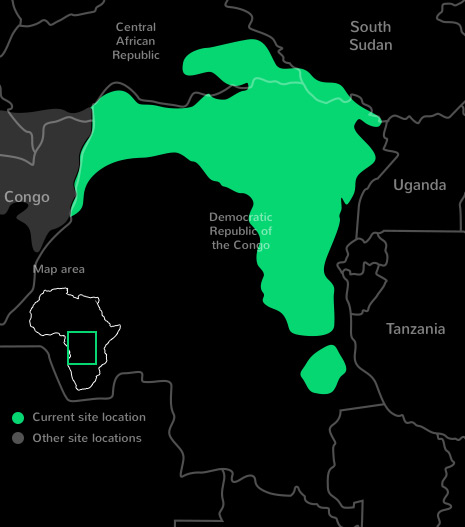 Central
African
Republic
South
Sudan
Congo
Uganda
Democratic
Republic of
the Congo
Map area
Tanzania
Current site location
Other site locations